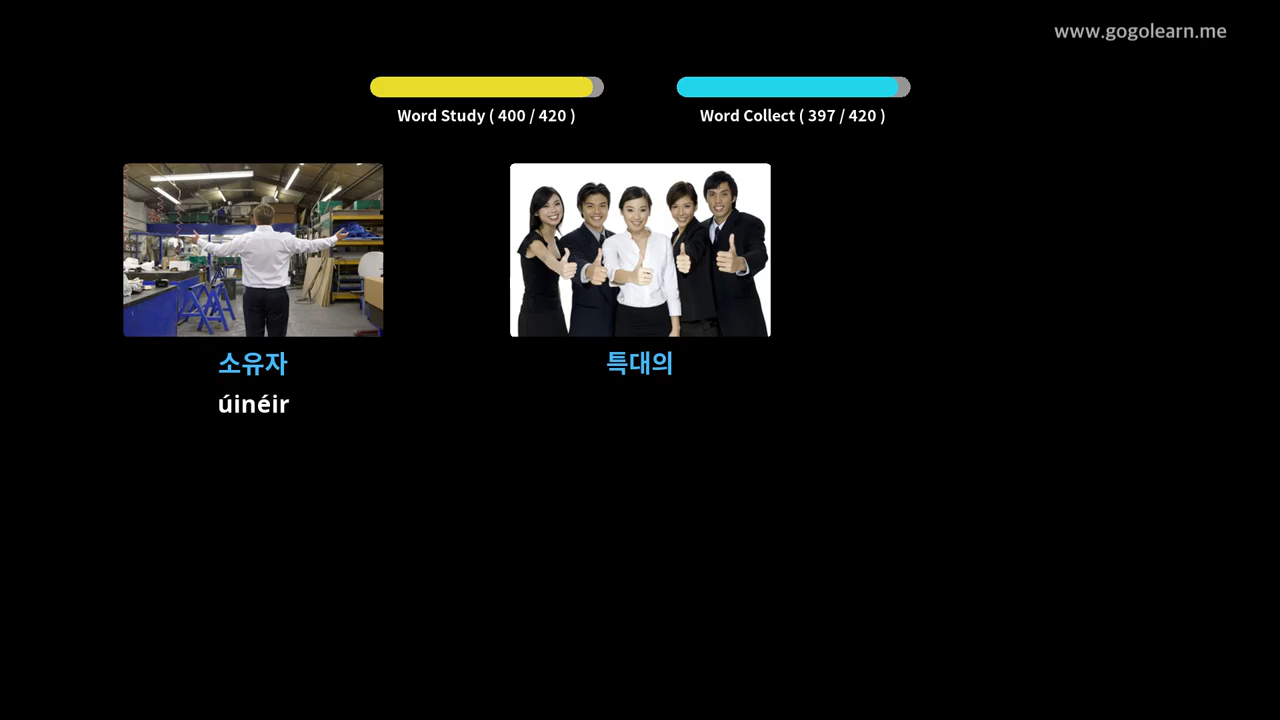 www.gogolearn.me
Word Study ( 400 / 420 )
Word Collect ( 397 / 420 )
소유자
특대의
úinéir